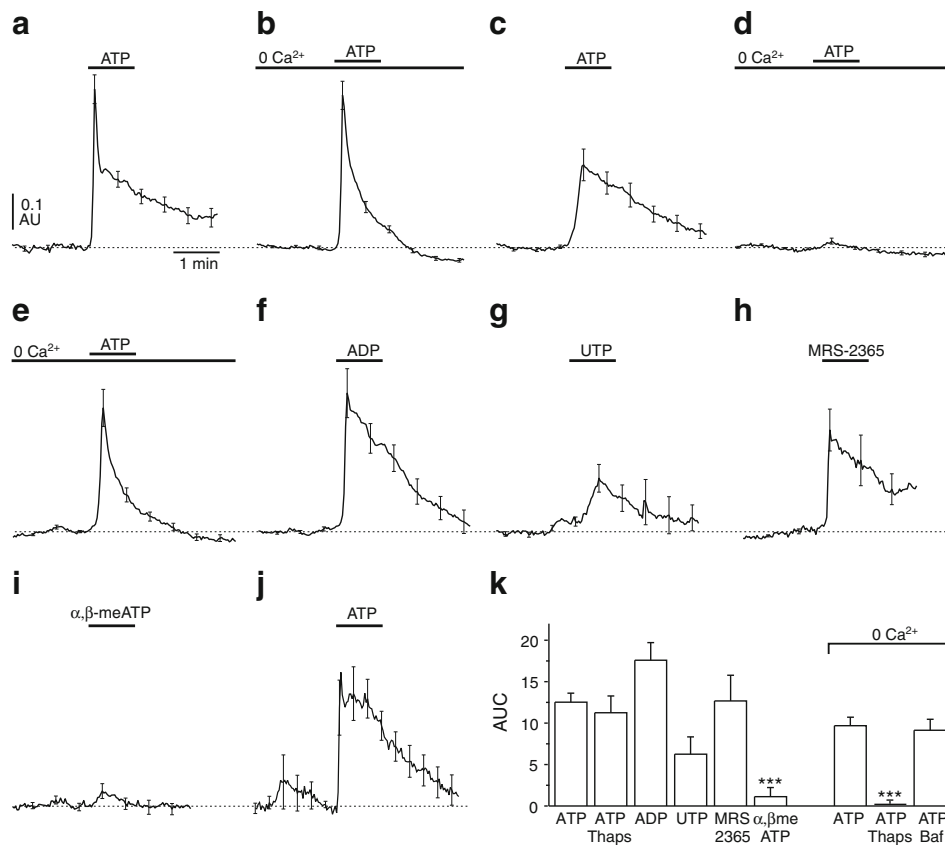 a
b
c
d
ATP
0 Ca²⁺
ATP
ATP
0 Ca²⁺
ATP
0.1
AU
1 min
e
f
g
h
0 Ca²⁺
ATP
ADP
UTP
MRS-2365
i
j
k
α,β-meATP
ATP
0 Ca²⁺
AUC
20
15
10
5
0
***
***
ATP
ATP
Thaps
ADP
UTP
MRS
2365
α,βme
ATP
ATP
ATP
Thaps
ATP
Baf